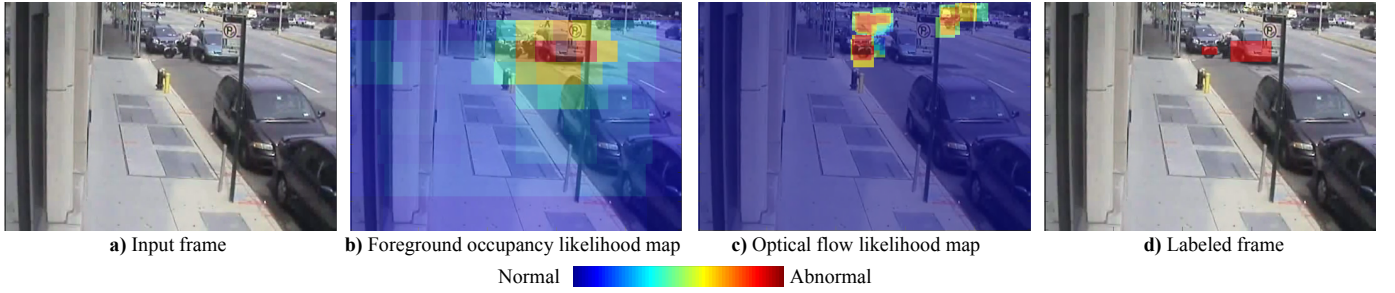 a) Input frame
b) Foreground occupancy likelihood map
c) Optical flow likelihood map
d) Labeled frame
Normal
Abnormal